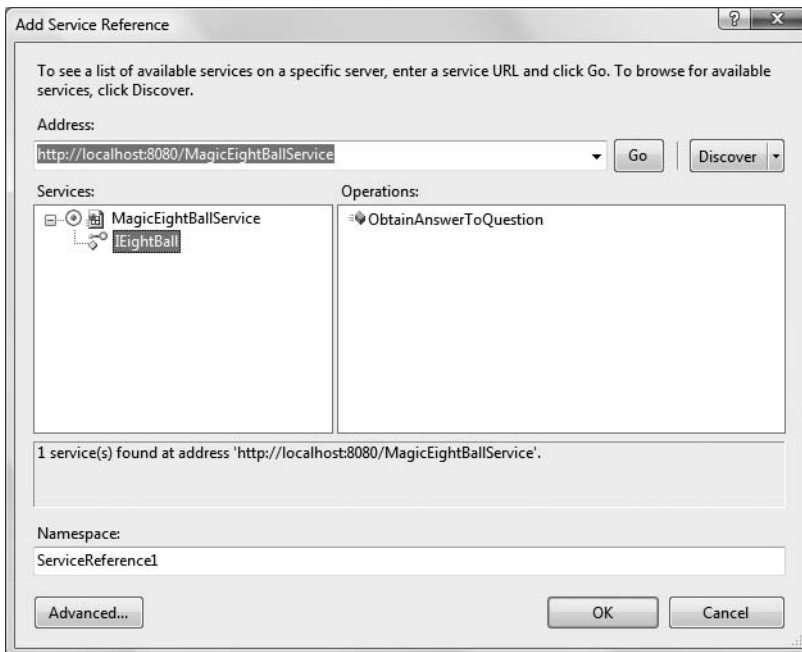 Add Service Reference
To see a list of available services on a specific server, enter a service URL and click Go. To browse for available
services, click Discover.
Address:
http://localhost:8080/MagicEightBallService
Go
Discover
Services:
Operations:
MagicEightBallService
IEightBall
ObtainAnswerToQuestion
1 service(s) found at address 'http://localhost:8080/MagicEightBallService'.
Namespace:
ServiceReference1
Advanced...
OK
Cancel